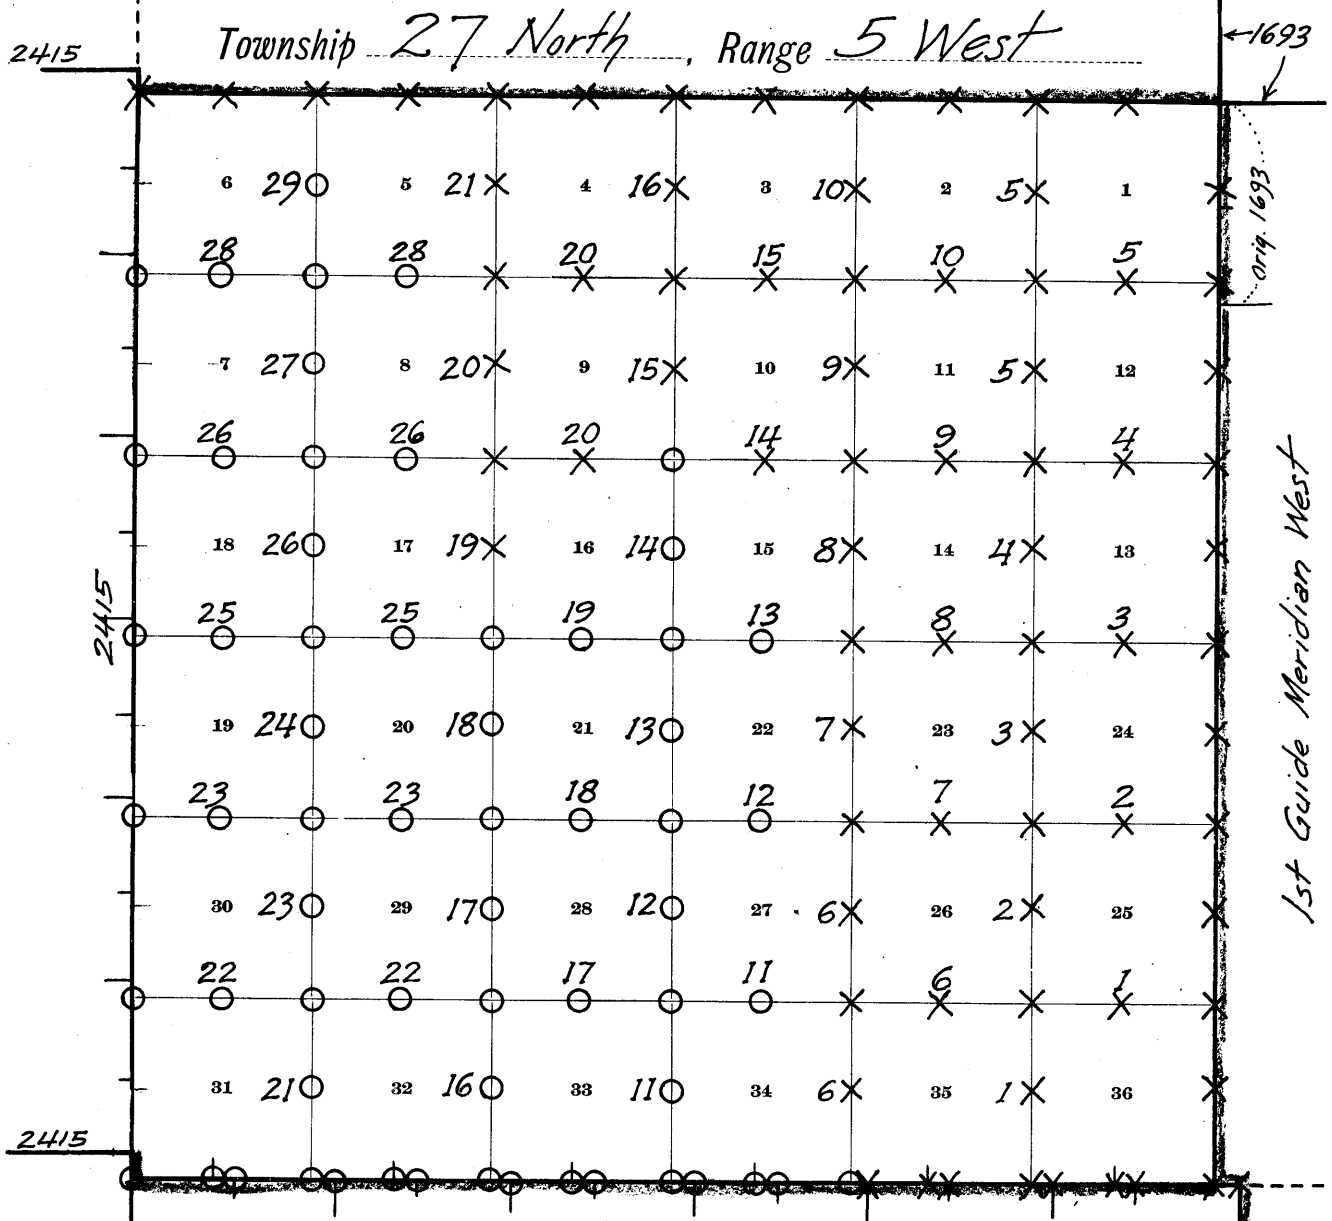 Township 27 North, Range 5 West
2415
←1693
6 29 5 21 4 16 3 10 2 5 1
orig. 1693
28 28 20 15 10 5
7 27 8 20 9 15 10 9 11 5 12
26 26 20 14 9 4
18 26 17 19 16 14 15 8 14 4 13
2415
25 25 19 13 8 3
1st Guide Meridian West
19 24 20 18 21 13 22 7 23 3 24
23 23 18 12 7 2
30 23 29 17 28 12 27 6 26 2 25
22 22 17 11 6 1
31 21 32 16 33 11 34 6 35 1 36
2415